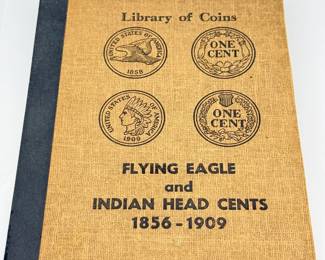 Library of Coins
UNITED STATES OF AMERICA
1858
ONE
CENT
UNITED STATES OF AMERICA
1909
ONE
CENT
FLYING EAGLE
and
INDIAN HEAD CENTS
1856-1909